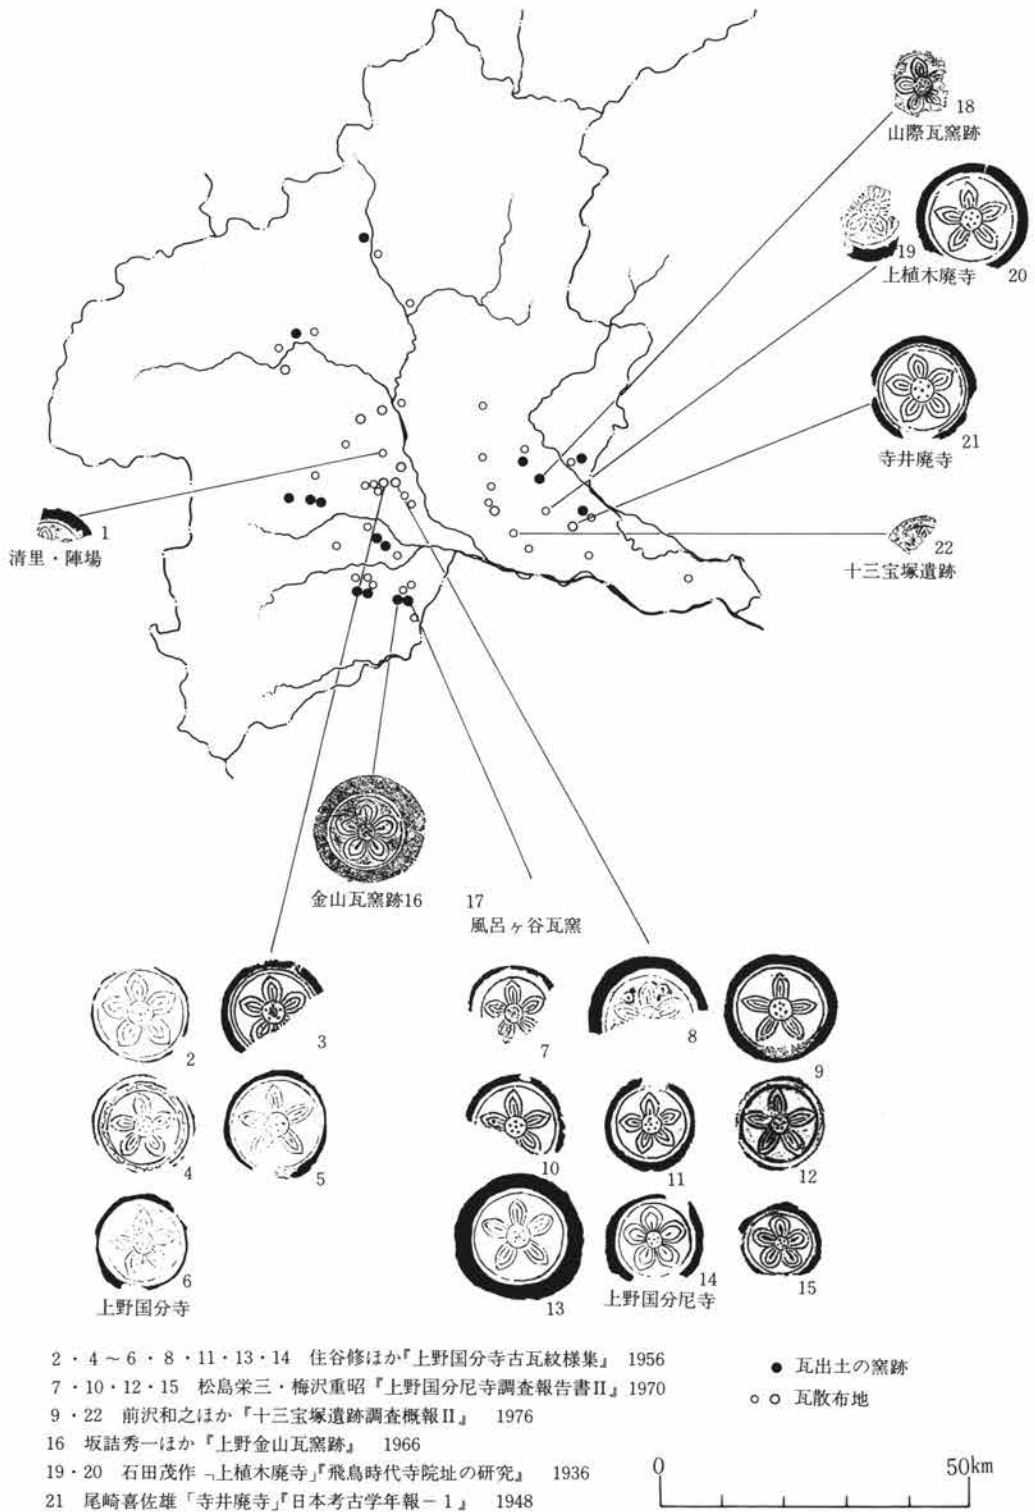 18
山際瓦窯跡
19
上植木廃寺 20
21
寺井廃寺
1
清里・陣場
22
十三宝塚遺跡
金山瓦窯跡16
17
風呂ヶ谷瓦窯
2
3
4
5
6
上野国分寺
7
8
9
10
11
12
13
14
上野国分尼寺
15
2・4～6・8・11・13・14 住谷修ほか『上野国分寺古瓦紋様集』 1956
7・10・12・15 松島栄三・梅沢重昭『上野国分尼寺調査報告書II』1970
9・22 前沢和之ほか『十三宝塚遺跡調査概報II』 1976
16 坂詰秀一ほか『上野金山瓦窯跡』 1966
19・20 石田茂作「上植木廃寺」『飛鳥時代寺院址の研究』 1936
21 尾崎喜佐雄「寺井廃寺」『日本考古学年報－1』 1948
● 瓦出土の窯跡
○ ○ 瓦散布地
0 50km